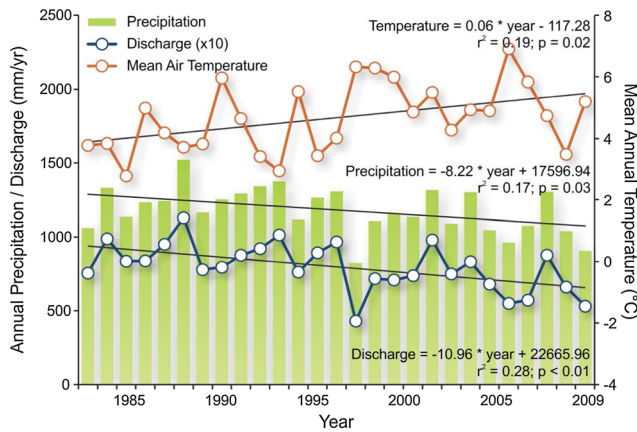 Precipitation
Discharge (x10)
Mean Air Temperature
Temperature = 0.06 * year - 117.28
r² = 0.19; p = 0.02
Precipitation = -8.22 * year + 17596.94
r² = 0.17; p = 0.03
Discharge = -10.96 * year + 22665.96
r² = 0.28; p < 0.01
Annual Precipitation / Discharge (mm/yr)
2500
2000
1500
1000
500
0
Mean Annual Temperature (°C)
8
6
4
2
0
-2
-4
1985 1990 1995 2000 2005 2009
Year